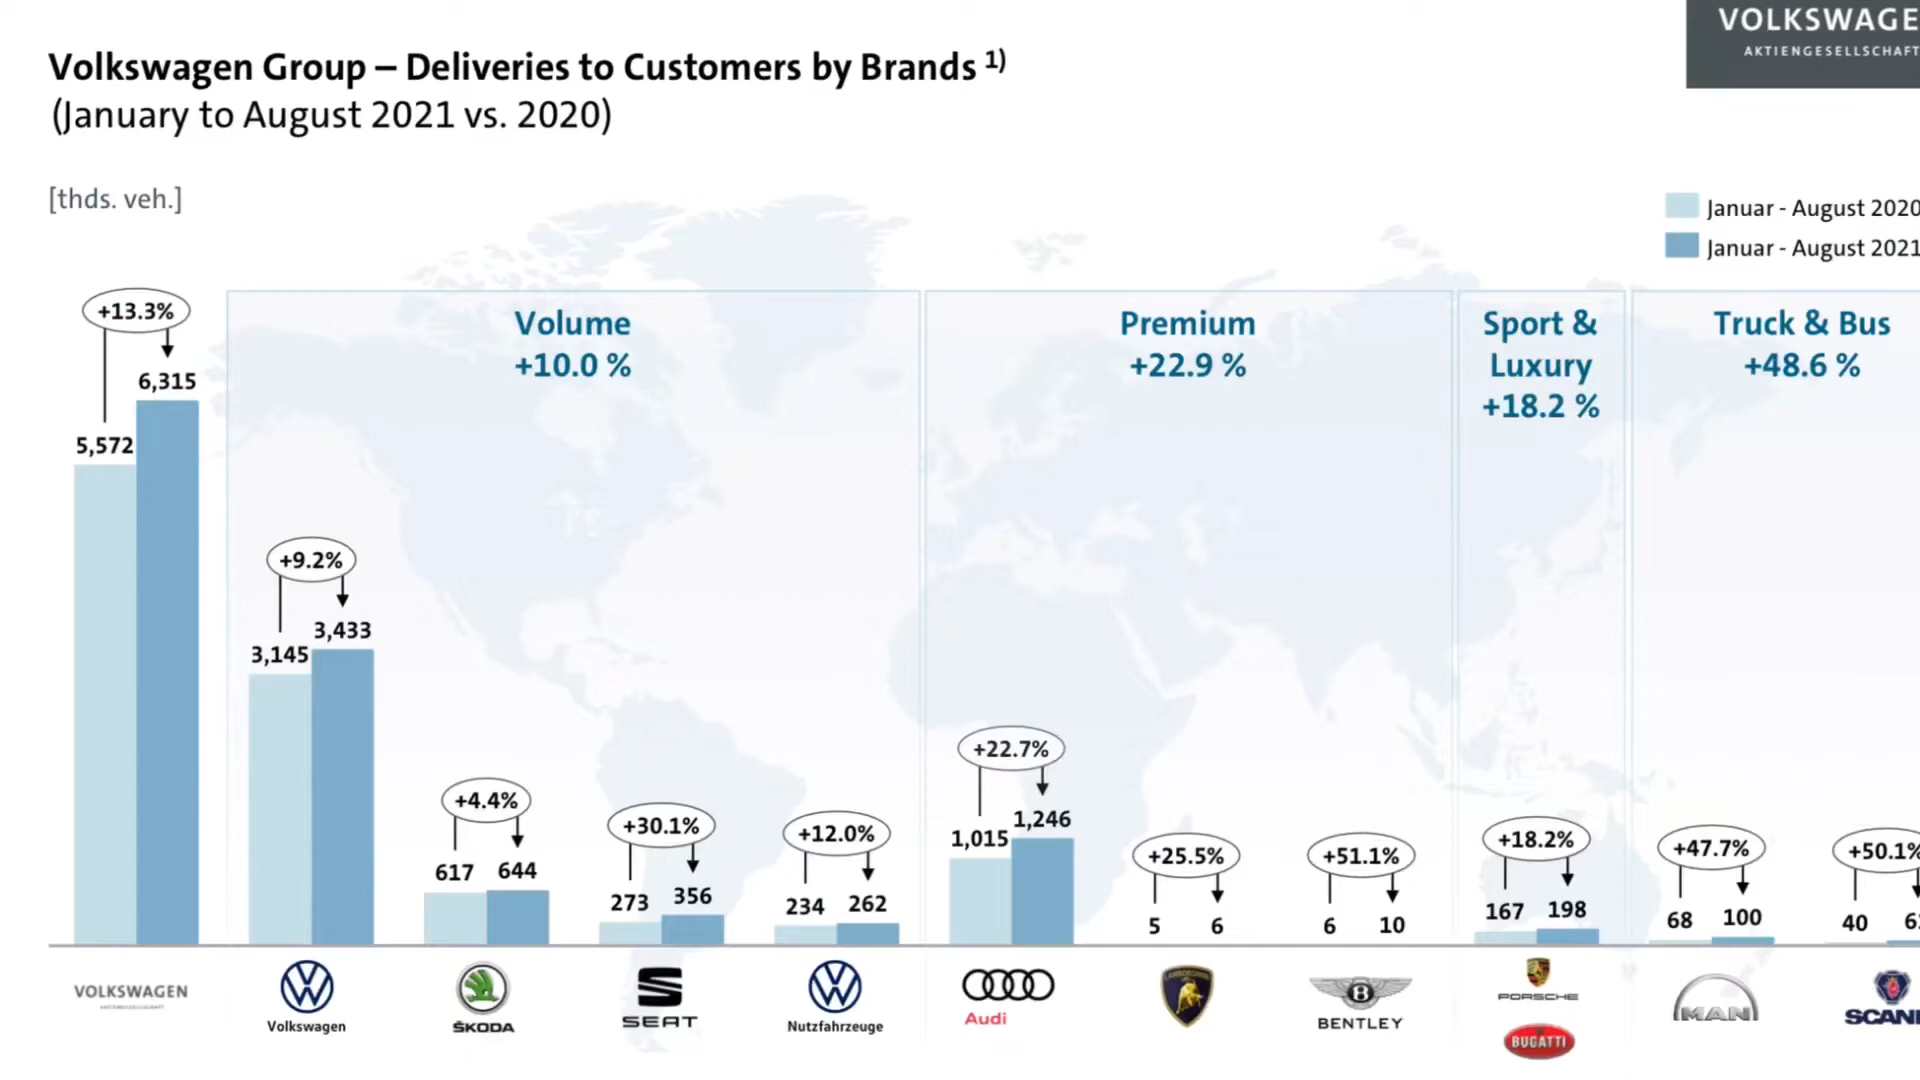 VOLKSWAGE
AKTIENGESELLSCHAFT
Volkswagen Group – Deliveries to Customers by Brands 1)
(January to August 2021 vs. 2020)
[thds. veh.]
Januar - August 2020
Januar - August 2021
Volume
+10.0 %
Premium
+22.9 %
Sport &
Luxury
+18.2 %
Truck & Bus
+48.6 %
+13.3%
5,572
6,315
+9.2%
3,145
3,433
+4.4%
617
644
+30.1%
273
356
+12.0%
234
262
+22.7%
1,015
1,246
+25.5%
5
6
+51.1%
6
10
+18.2%
167
198
+47.7%
68
100
+50.1%
40
VOLKSWAGEN
Volkswagen
ŠKODA
SEAT
Nutzfahrzeuge
Audi
LAMBORGHINI
B
BENTLEY
PORSCHE
BUGATTI
MAN
SCANI